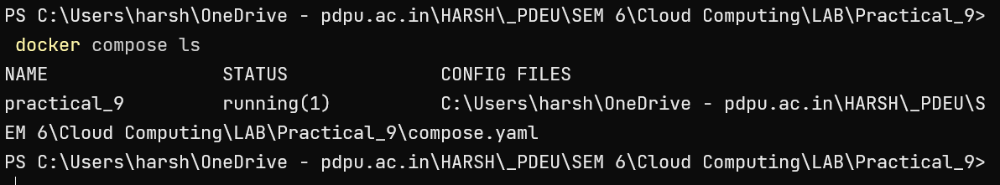 PS C:\Users\harsh\OneDrive - pdpu.ac.in\HARSH\_PDEU\SEM 6\Cloud Computing\LAB\Practical_9>
 docker compose ls
NAME                STATUS              CONFIG FILES
practical_9         running(1)          C:\Users\harsh\OneDrive - pdpu.ac.in\HARSH\_PDEU\S
EM 6\Cloud Computing\LAB\Practical_9\compose.yaml
PS C:\Users\harsh\OneDrive - pdpu.ac.in\HARSH\_PDEU\SEM 6\Cloud Computing\LAB\Practical_9>